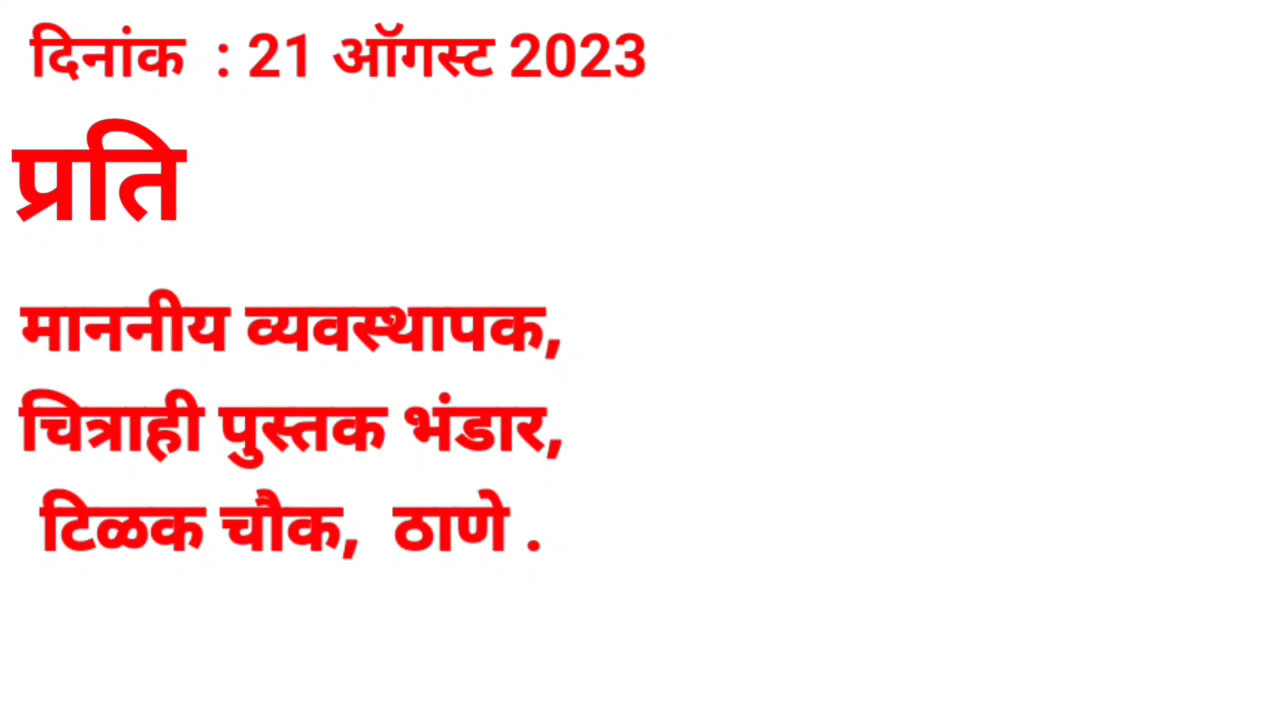 दिनांक : 21 ऑगस्ट 2023
प्रति
माननीय व्यवस्थापक,
चित्राही पुस्तक भंडार,
टिळक चौक, ठाणे .